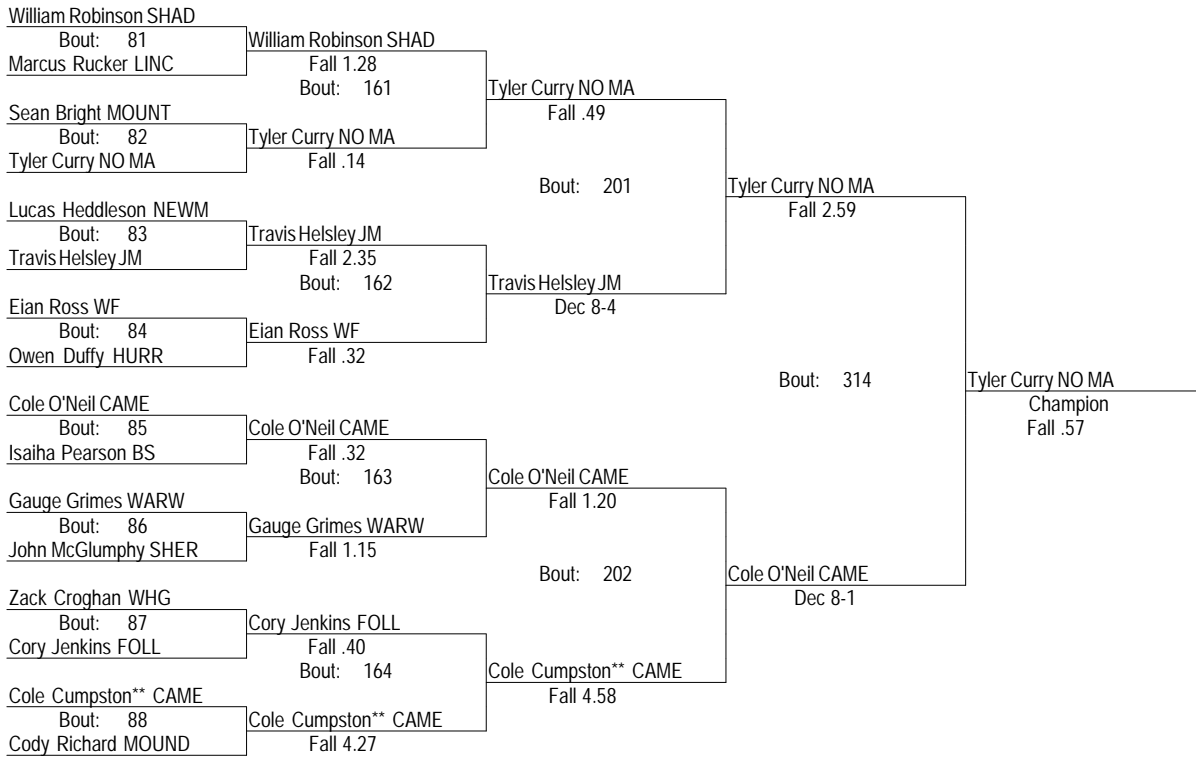 William Robinson SHAD
Bout: 81
Marcus Rucker LINC
Sean Bright MOUNT
Bout: 82
Tyler Curry NO MA
Lucas Heddleson NEWM
Bout: 83
Travis Helsley JM
Eian Ross WF
Bout: 84
Owen Duffy HURR
Cole O'Neil CAME
Bout: 85
Isaiha Pearson BS
Gauge Grimes WARW
Bout: 86
John McGlumphy SHER
Zack Croghan WHG
Bout: 87
Cory Jenkins FOLL
Cole Cumpston** CAME
Bout: 88
Cody Richard MOUND
William Robinson SHAD
Fall 1.28
Bout: 161
Tyler Curry NO MA
Fall .14
Travis Helsley JM
Fall 2.35
Bout: 162
Eian Ross WF
Fall .32
Cole O'Neil CAME
Fall .32
Bout: 163
Gauge Grimes WARW
Fall 1.15
Cory Jenkins FOLL
Fall .40
Bout: 164
Cole Cumpston** CAME
Fall 4.27
Tyler Curry NO MA
Fall .49
Bout: 201
Travis Helsley JM
Dec 8-4
Cole O'Neil CAME
Fall 1.20
Bout: 202
Cole Cumpston** CAME
Fall 4.58
Tyler Curry NO MA
Fall 2.59
Bout: 314
Cole O'Neil CAME
Dec 8-1
Tyler Curry NO MA
Champion
Fall .57